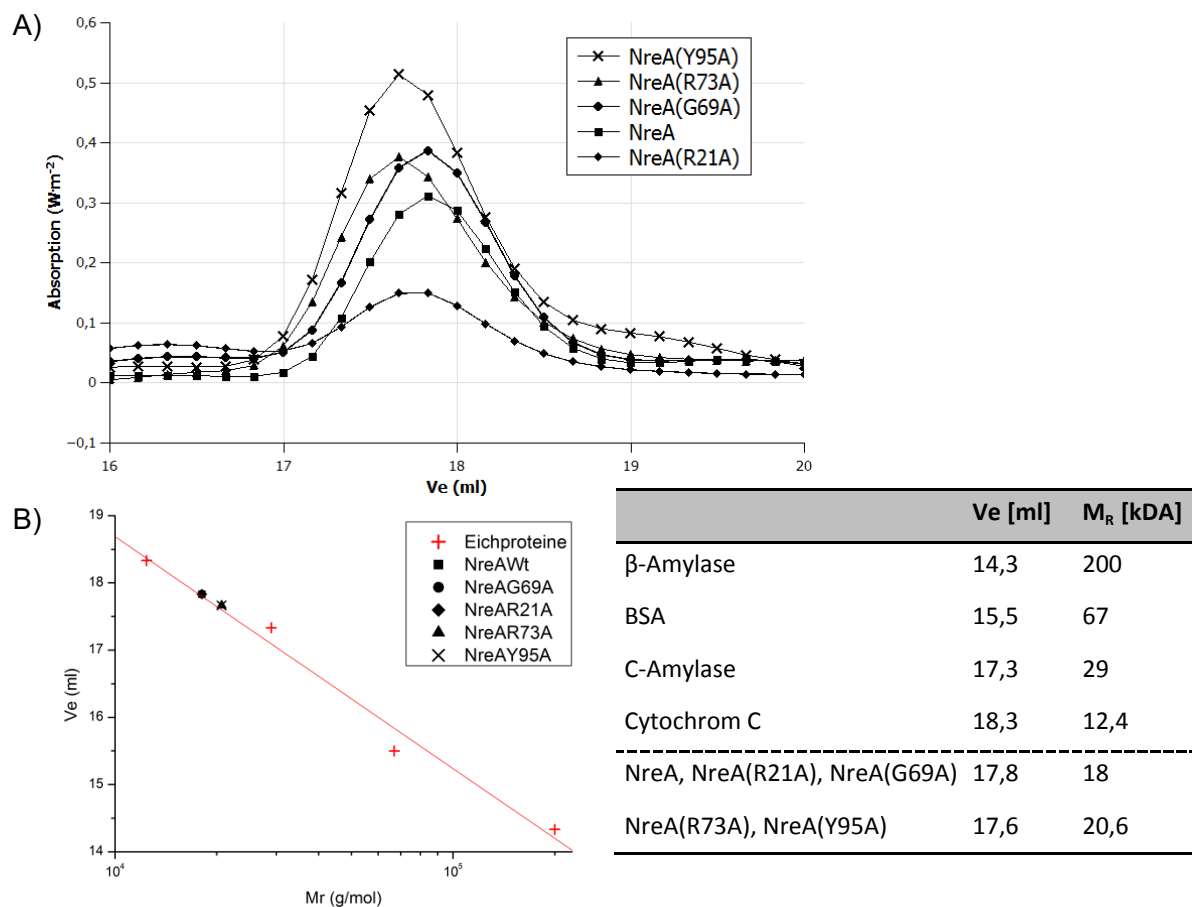 A)
0,6
0,5
0,4
0,3
0,2
0,1
0
−0,1
Absorption (W·m⁻²)
16
17
18
19
20
Ve (ml)
NreA(Y95A)
NreA(R73A)
NreA(G69A)
NreA
NreA(R21A)
B)
19
18
17
16
15
14
Ve (ml)
10⁴
10⁵
Mr (g/mol)
Eichproteine
NreAWt
NreAG69A
NreAR21A
NreAR73A
NreAY95A
Ve [ml] M_R [kDA]
β-Amylase 14,3 200
BSA 15,5 67
C-Amylase 17,3 29
Cytochrom C 18,3 12,4
NreA, NreA(R21A), NreA(G69A) 17,8 18
NreA(R73A), NreA(Y95A) 17,6 20,6